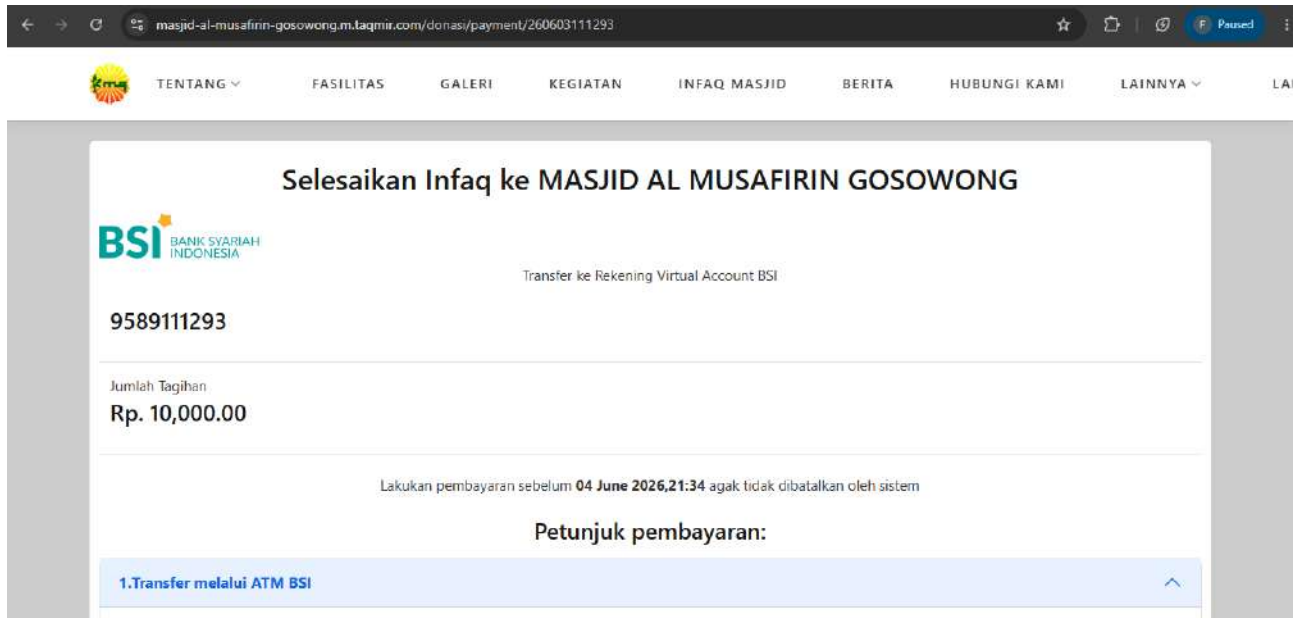 masjid-al-musafirin-gosowong.m.taqmir.com/donasi/payment/260603111293
F Paused
kmg TENTANG FASILITAS GALERI KEGIATAN INFAQ MASJID BERITA HUBUNGI KAMI LAINNYA LAI
Selesaikan Infaq ke MASJID AL MUSAFIRIN GOSOWONG
BSI BANK SYARIAH
INDONESIA
Transfer ke Rekening Virtual Account BSI
9589111293
Jumlah Tagihan
Rp. 10,000.00
Lakukan pembayaran sebelum 04 June 2026,21:34 agak tidak dibatalkan oleh sistem
Petunjuk pembayaran:
1.Transfer melalui ATM BSI